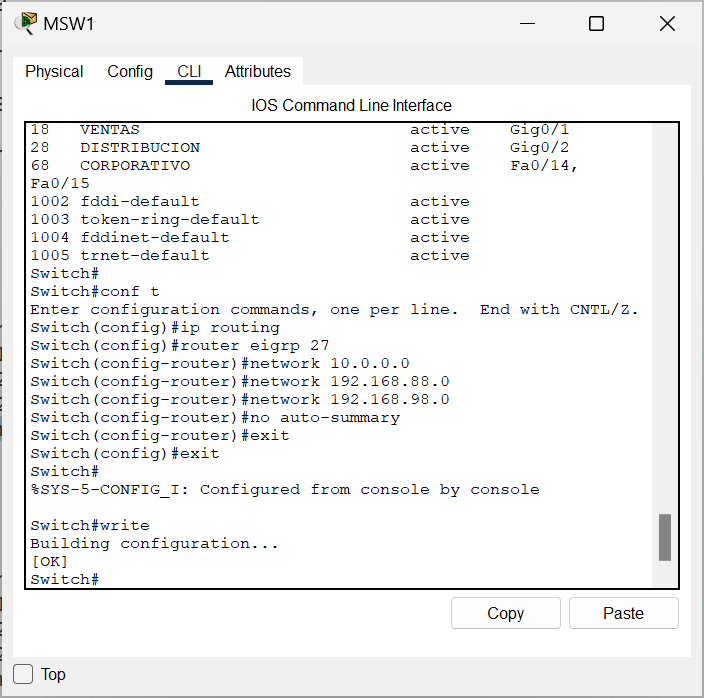 MSW1
Physical Config CLI Attributes
IOS Command Line Interface
18   VENTAS                           active    Gig0/1
28   DISTRIBUCION                     active    Gig0/2
68   CORPORATIVO                      active    Fa0/14,
Fa0/15
1002 fddi-default                     active
1003 token-ring-default               active
1004 fddinet-default                  active
1005 trnet-default                    active
Switch#
Switch#conf t
Enter configuration commands, one per line.  End with CNTL/Z.
Switch(config)#ip routing
Switch(config)#router eigrp 27
Switch(config-router)#network 10.0.0.0
Switch(config-router)#network 192.168.88.0
Switch(config-router)#network 192.168.98.0
Switch(config-router)#no auto-summary
Switch(config-router)#exit
Switch(config)#exit
Switch#
%SYS-5-CONFIG_I: Configured from console by console
Switch#write
Building configuration...
[OK]
Switch#
Copy Paste
Top